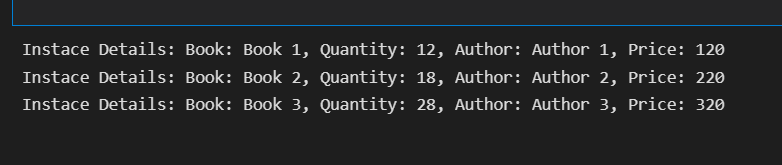 Instace Details: Book: Book 1, Quantity: 12, Author: Author 1, Price: 120
Instace Details: Book: Book 2, Quantity: 18, Author: Author 2, Price: 220
Instace Details: Book: Book 3, Quantity: 28, Author: Author 3, Price: 320